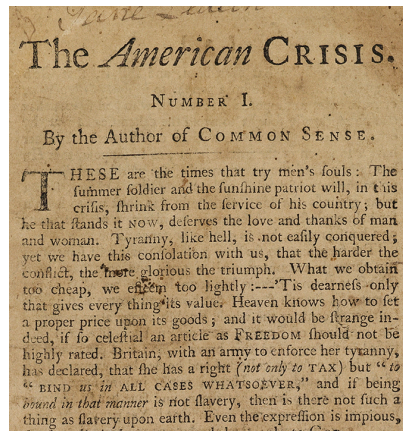 The American CRISIS.
NUMBER I.
By the Author of COMMON SENSE.
THESE are the times that try men's souls: The
summer soldier and the sunshine patriot will, in this
crisis, shrink from the service of his country; but
he that stands it NOW, deserves the love and thanks of man
and woman. Tyranny, like hell, is not easily conquered;
yet we have this consolation with us, that the harder the
conflict, the more glorious the triumph. What we obtain
too cheap, we esteem too lightly:---'Tis dearness only
that gives every thing its value. Heaven knows how to set
a proper price upon its goods; and it would be strange in-
deed, if so celestial an article as FREEDOM should not be
highly rated. Britain, with an army to enforce her tyranny,
has declared, that she has a right (not only to TAX) but "to
" BIND us in ALL CASES WHATSOEVER," and if being
bound in that manner is not slavery, then is there not such a
thing as slavery upon earth. Even the expression is impious,